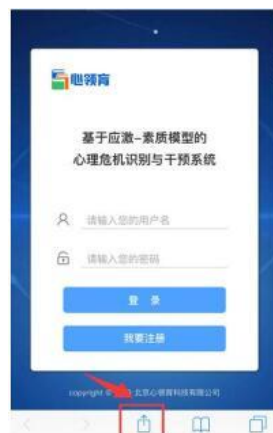 心领育
基于应激-素质模型的
心理危机识别与干预系统
请输入您的用户名
请输入您的密码
登 录
我要注册
copyright © 北京心领育科技有限公司